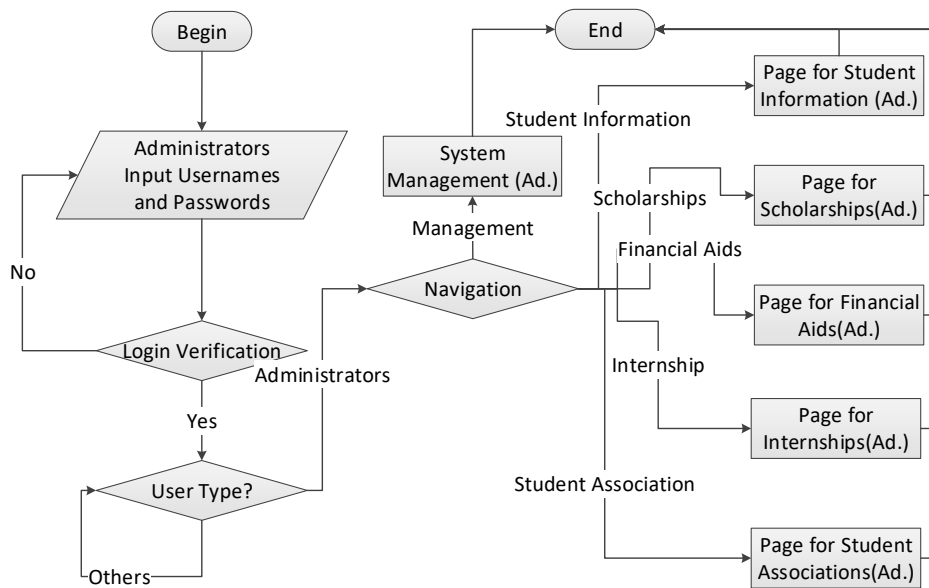 Begin
End
Page for Student
Information (Ad.)
Student Information
Administrators
Input Usernames
and Passwords
System
Management (Ad.)
Page for
Scholarships(Ad.)
Scholarships
Management
Financial Aids
No
Navigation
Page for Financial
Aids(Ad.)
Login Verification
Administrators
Internship
Page for
Internships(Ad.)
Yes
User Type?
Student Association
Page for Student
Associations(Ad.)
Others